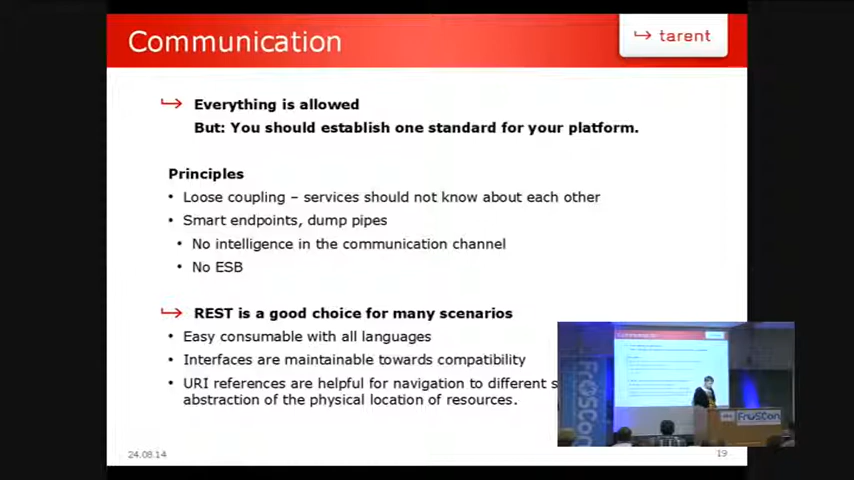 Communication
tarent
Everything is allowed
But: You should establish one standard for your platform.
Principles
• Loose coupling – services should not know about each other
• Smart endpoints, dump pipes
• No intelligence in the communication channel
• No ESB
REST is a good choice for many scenarios
• Easy consumable with all languages
• Interfaces are maintainable towards compatibility
• URI references are helpful for navigation to different
abstraction of the physical location of resources.
24.08.14
19
FrOSCon
FrOSCon